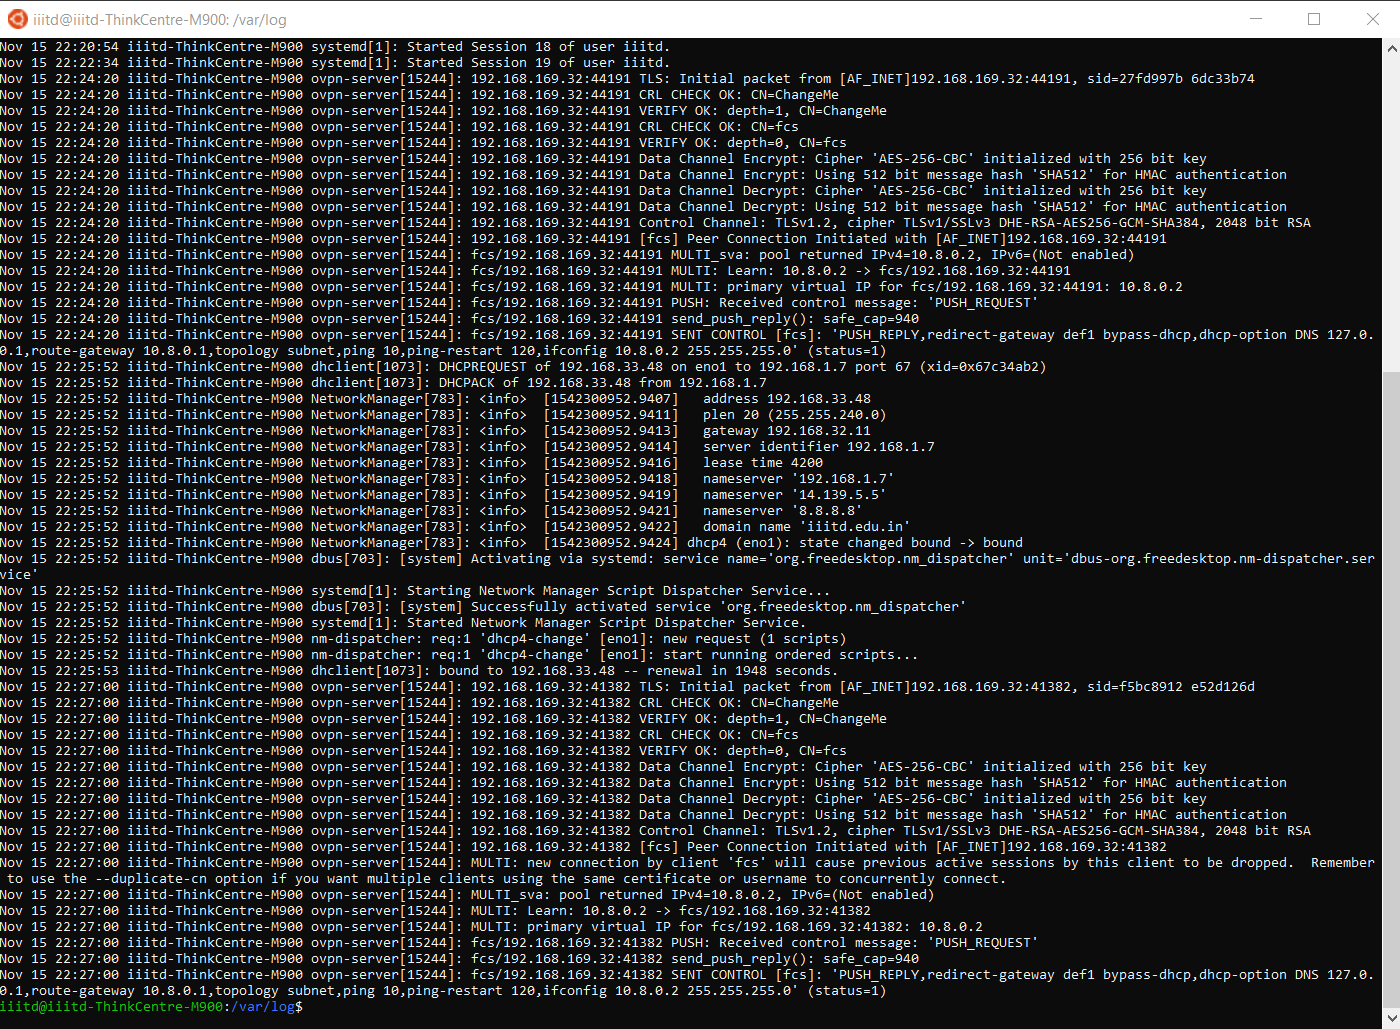 iiitd@iiitd-ThinkCentre-M900: /var/log
Nov 15 22:20:54 iiitd-ThinkCentre-M900 systemd[1]: Started Session 18 of user iiitd.
Nov 15 22:22:34 iiitd-ThinkCentre-M900 systemd[1]: Started Session 19 of user iiitd.
Nov 15 22:24:20 iiitd-ThinkCentre-M900 ovpn-server[15244]: 192.168.169.32:44191 TLS: Initial packet from [AF_INET]192.168.169.32:44191, sid=27fd997b 6dc33b74
Nov 15 22:24:20 iiitd-ThinkCentre-M900 ovpn-server[15244]: 192.168.169.32:44191 CRL CHECK OK: CN=ChangeMe
Nov 15 22:24:20 iiitd-ThinkCentre-M900 ovpn-server[15244]: 192.168.169.32:44191 VERIFY OK: depth=1, CN=ChangeMe
Nov 15 22:24:20 iiitd-ThinkCentre-M900 ovpn-server[15244]: 192.168.169.32:44191 CRL CHECK OK: CN=fcs
Nov 15 22:24:20 iiitd-ThinkCentre-M900 ovpn-server[15244]: 192.168.169.32:44191 VERIFY OK: depth=0, CN=fcs
Nov 15 22:24:20 iiitd-ThinkCentre-M900 ovpn-server[15244]: 192.168.169.32:44191 Data Channel Encrypt: Cipher 'AES-256-CBC' initialized with 256 bit key
Nov 15 22:24:20 iiitd-ThinkCentre-M900 ovpn-server[15244]: 192.168.169.32:44191 Data Channel Encrypt: Using 512 bit message hash 'SHA512' for HMAC authentication
Nov 15 22:24:20 iiitd-ThinkCentre-M900 ovpn-server[15244]: 192.168.169.32:44191 Data Channel Decrypt: Cipher 'AES-256-CBC' initialized with 256 bit key
Nov 15 22:24:20 iiitd-ThinkCentre-M900 ovpn-server[15244]: 192.168.169.32:44191 Data Channel Decrypt: Using 512 bit message hash 'SHA512' for HMAC authentication
Nov 15 22:24:20 iiitd-ThinkCentre-M900 ovpn-server[15244]: 192.168.169.32:44191 Control Channel: TLSv1.2, cipher TLSv1/SSLv3 DHE-RSA-AES256-GCM-SHA384, 2048 bit RSA
Nov 15 22:24:20 iiitd-ThinkCentre-M900 ovpn-server[15244]: 192.168.169.32:44191 [fcs] Peer Connection Initiated with [AF_INET]192.168.169.32:44191
Nov 15 22:24:20 iiitd-ThinkCentre-M900 ovpn-server[15244]: fcs/192.168.169.32:44191 MULTI_sva: pool returned IPv4=10.8.0.2, IPv6=(Not enabled)
Nov 15 22:24:20 iiitd-ThinkCentre-M900 ovpn-server[15244]: fcs/192.168.169.32:44191 MULTI: Learn: 10.8.0.2 -> fcs/192.168.169.32:44191
Nov 15 22:24:20 iiitd-ThinkCentre-M900 ovpn-server[15244]: fcs/192.168.169.32:44191 MULTI: primary virtual IP for fcs/192.168.169.32:44191: 10.8.0.2
Nov 15 22:24:20 iiitd-ThinkCentre-M900 ovpn-server[15244]: fcs/192.168.169.32:44191 PUSH: Received control message: 'PUSH_REQUEST'
Nov 15 22:24:20 iiitd-ThinkCentre-M900 ovpn-server[15244]: fcs/192.168.169.32:44191 send_push_reply(): safe_cap=940
Nov 15 22:24:20 iiitd-ThinkCentre-M900 ovpn-server[15244]: fcs/192.168.169.32:44191 SENT CONTROL [fcs]: 'PUSH_REPLY,redirect-gateway def1 bypass-dhcp,dhcp-option DNS 127.0.
0.1,route-gateway 10.8.0.1,topology subnet,ping 10,ping-restart 120,ifconfig 10.8.0.2 255.255.255.0' (status=1)
Nov 15 22:25:52 iiitd-ThinkCentre-M900 dhclient[1073]: DHCPREQUEST of 192.168.33.48 on eno1 to 192.168.1.7 port 67 (xid=0x67c34ab2)
Nov 15 22:25:52 iiitd-ThinkCentre-M900 dhclient[1073]: DHCPACK of 192.168.33.48 from 192.168.1.7
Nov 15 22:25:52 iiitd-ThinkCentre-M900 NetworkManager[783]: <info>  [1542300952.9407]   address 192.168.33.48
Nov 15 22:25:52 iiitd-ThinkCentre-M900 NetworkManager[783]: <info>  [1542300952.9411]   plen 20 (255.255.240.0)
Nov 15 22:25:52 iiitd-ThinkCentre-M900 NetworkManager[783]: <info>  [1542300952.9413]   gateway 192.168.32.11
Nov 15 22:25:52 iiitd-ThinkCentre-M900 NetworkManager[783]: <info>  [1542300952.9414]   server identifier 192.168.1.7
Nov 15 22:25:52 iiitd-ThinkCentre-M900 NetworkManager[783]: <info>  [1542300952.9416]   lease time 4200
Nov 15 22:25:52 iiitd-ThinkCentre-M900 NetworkManager[783]: <info>  [1542300952.9418]   nameserver '192.168.1.7'
Nov 15 22:25:52 iiitd-ThinkCentre-M900 NetworkManager[783]: <info>  [1542300952.9419]   nameserver '14.139.5.5'
Nov 15 22:25:52 iiitd-ThinkCentre-M900 NetworkManager[783]: <info>  [1542300952.9421]   nameserver '8.8.8.8'
Nov 15 22:25:52 iiitd-ThinkCentre-M900 NetworkManager[783]: <info>  [1542300952.9422]   domain name 'iiitd.edu.in'
Nov 15 22:25:52 iiitd-ThinkCentre-M900 NetworkManager[783]: <info>  [1542300952.9424] dhcp4 (eno1): state changed bound -> bound
Nov 15 22:25:52 iiitd-ThinkCentre-M900 dbus[703]: [system] Activating via systemd: service name='org.freedesktop.nm_dispatcher' unit='dbus-org.freedesktop.nm-dispatcher.ser
vice'
Nov 15 22:25:52 iiitd-ThinkCentre-M900 systemd[1]: Starting Network Manager Script Dispatcher Service...
Nov 15 22:25:52 iiitd-ThinkCentre-M900 dbus[703]: [system] Successfully activated service 'org.freedesktop.nm_dispatcher'
Nov 15 22:25:52 iiitd-ThinkCentre-M900 systemd[1]: Started Network Manager Script Dispatcher Service.
Nov 15 22:25:52 iiitd-ThinkCentre-M900 nm-dispatcher: req:1 'dhcp4-change' [eno1]: new request (1 scripts)
Nov 15 22:25:52 iiitd-ThinkCentre-M900 nm-dispatcher: req:1 'dhcp4-change' [eno1]: start running ordered scripts...
Nov 15 22:25:53 iiitd-ThinkCentre-M900 dhclient[1073]: bound to 192.168.33.48 -- renewal in 1948 seconds.
Nov 15 22:27:00 iiitd-ThinkCentre-M900 ovpn-server[15244]: 192.168.169.32:41382 TLS: Initial packet from [AF_INET]192.168.169.32:41382, sid=f5bc8912 e52d126d
Nov 15 22:27:00 iiitd-ThinkCentre-M900 ovpn-server[15244]: 192.168.169.32:41382 CRL CHECK OK: CN=ChangeMe
Nov 15 22:27:00 iiitd-ThinkCentre-M900 ovpn-server[15244]: 192.168.169.32:41382 VERIFY OK: depth=1, CN=ChangeMe
Nov 15 22:27:00 iiitd-ThinkCentre-M900 ovpn-server[15244]: 192.168.169.32:41382 CRL CHECK OK: CN=fcs
Nov 15 22:27:00 iiitd-ThinkCentre-M900 ovpn-server[15244]: 192.168.169.32:41382 VERIFY OK: depth=0, CN=fcs
Nov 15 22:27:00 iiitd-ThinkCentre-M900 ovpn-server[15244]: 192.168.169.32:41382 Data Channel Encrypt: Cipher 'AES-256-CBC' initialized with 256 bit key
Nov 15 22:27:00 iiitd-ThinkCentre-M900 ovpn-server[15244]: 192.168.169.32:41382 Data Channel Encrypt: Using 512 bit message hash 'SHA512' for HMAC authentication
Nov 15 22:27:00 iiitd-ThinkCentre-M900 ovpn-server[15244]: 192.168.169.32:41382 Data Channel Decrypt: Cipher 'AES-256-CBC' initialized with 256 bit key
Nov 15 22:27:00 iiitd-ThinkCentre-M900 ovpn-server[15244]: 192.168.169.32:41382 Data Channel Decrypt: Using 512 bit message hash 'SHA512' for HMAC authentication
Nov 15 22:27:00 iiitd-ThinkCentre-M900 ovpn-server[15244]: 192.168.169.32:41382 Control Channel: TLSv1.2, cipher TLSv1/SSLv3 DHE-RSA-AES256-GCM-SHA384, 2048 bit RSA
Nov 15 22:27:00 iiitd-ThinkCentre-M900 ovpn-server[15244]: 192.168.169.32:41382 [fcs] Peer Connection Initiated with [AF_INET]192.168.169.32:41382
Nov 15 22:27:00 iiitd-ThinkCentre-M900 ovpn-server[15244]: MULTI: new connection by client 'fcs' will cause previous active sessions by this client to be dropped.  Remember
 to use the --duplicate-cn option if you want multiple clients using the same certificate or username to concurrently connect.
Nov 15 22:27:00 iiitd-ThinkCentre-M900 ovpn-server[15244]: MULTI_sva: pool returned IPv4=10.8.0.2, IPv6=(Not enabled)
Nov 15 22:27:00 iiitd-ThinkCentre-M900 ovpn-server[15244]: MULTI: Learn: 10.8.0.2 -> fcs/192.168.169.32:41382
Nov 15 22:27:00 iiitd-ThinkCentre-M900 ovpn-server[15244]: MULTI: primary virtual IP for fcs/192.168.169.32:41382: 10.8.0.2
Nov 15 22:27:00 iiitd-ThinkCentre-M900 ovpn-server[15244]: fcs/192.168.169.32:41382 PUSH: Received control message: 'PUSH_REQUEST'
Nov 15 22:27:00 iiitd-ThinkCentre-M900 ovpn-server[15244]: fcs/192.168.169.32:41382 send_push_reply(): safe_cap=940
Nov 15 22:27:00 iiitd-ThinkCentre-M900 ovpn-server[15244]: fcs/192.168.169.32:41382 SENT CONTROL [fcs]: 'PUSH_REPLY,redirect-gateway def1 bypass-dhcp,dhcp-option DNS 127.0.
0.1,route-gateway 10.8.0.1,topology subnet,ping 10,ping-restart 120,ifconfig 10.8.0.2 255.255.255.0' (status=1)
iiitd@iiitd-ThinkCentre-M900:/var/log$